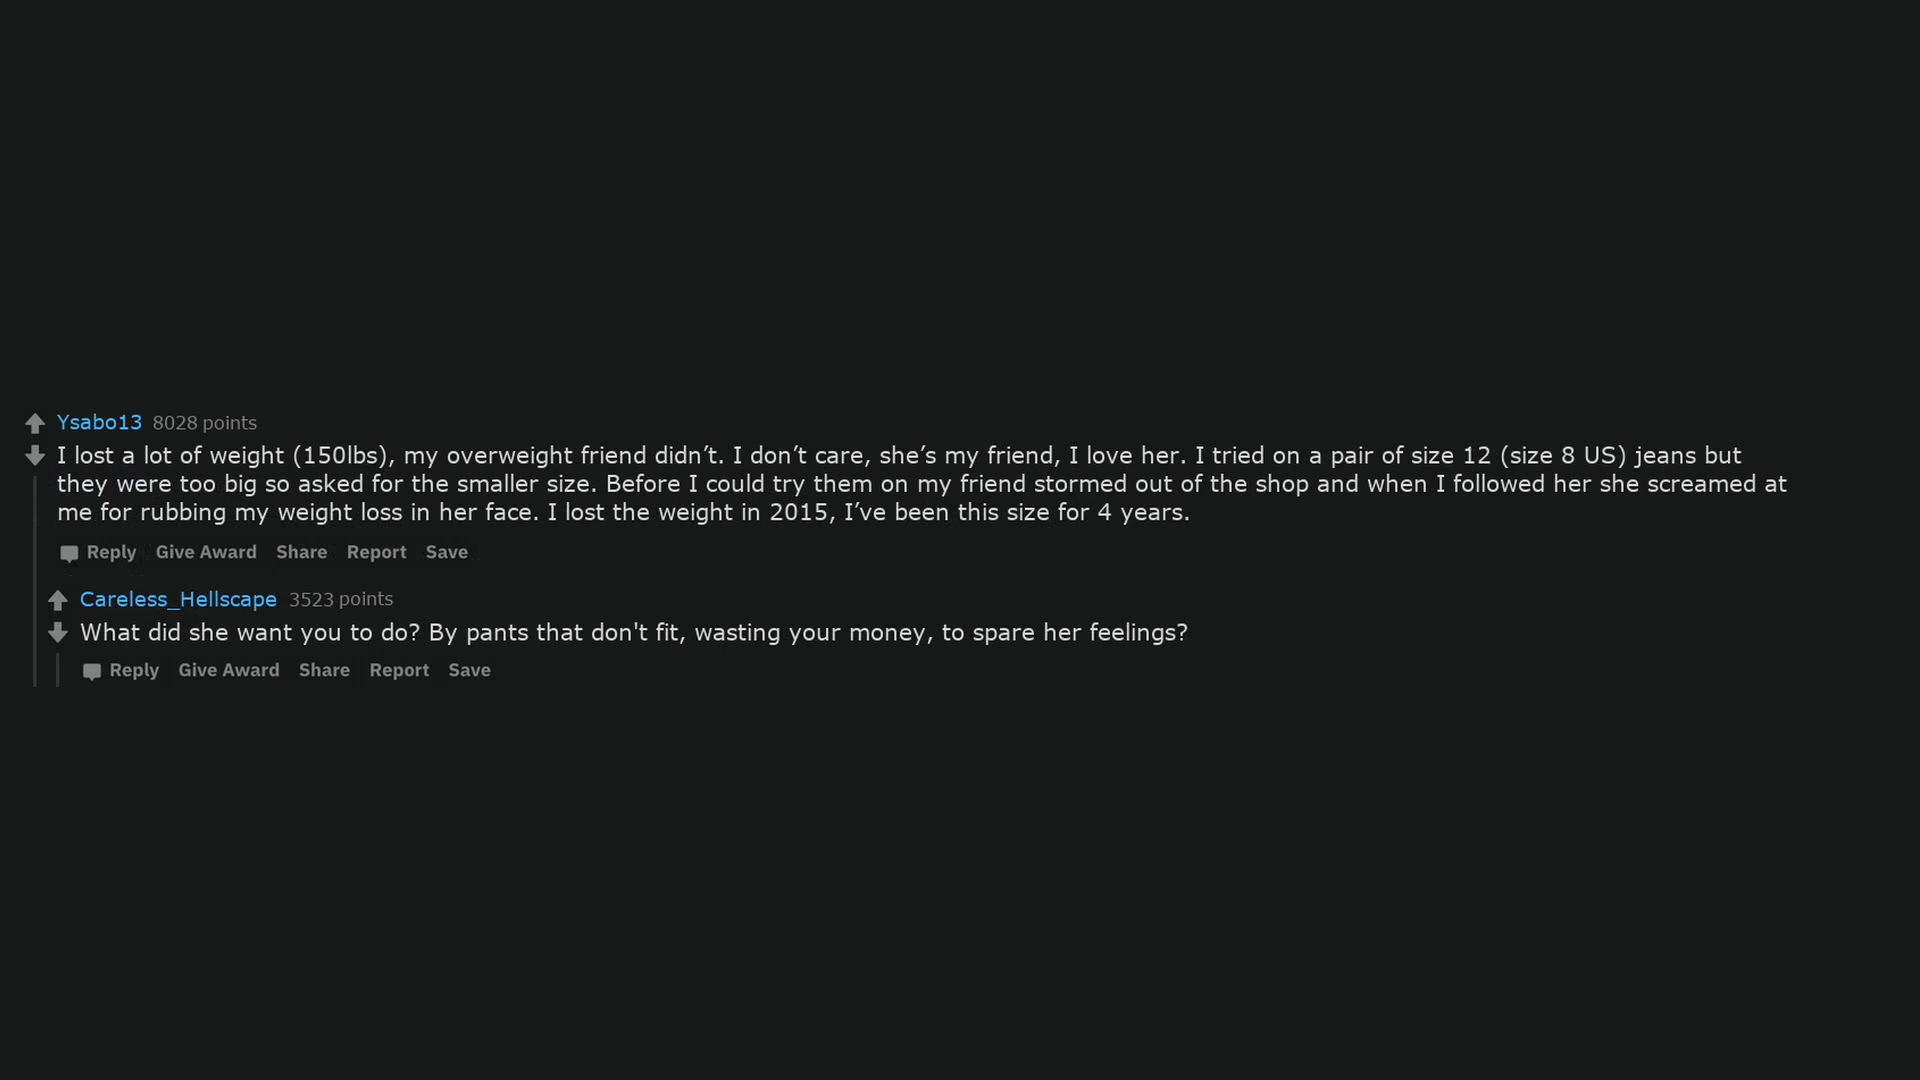 Ysabo13 8028 points
I lost a lot of weight (150lbs), my overweight friend didn’t. I don’t care, she’s my friend, I love her. I tried on a pair of size 12 (size 8 US) jeans but
they were too big so asked for the smaller size. Before I could try them on my friend stormed out of the shop and when I followed her she screamed at
me for rubbing my weight loss in her face. I lost the weight in 2015, I’ve been this size for 4 years.
Reply Give Award Share Report Save
Careless_Hellscape 3523 points
What did she want you to do? By pants that don't fit, wasting your money, to spare her feelings?
Reply Give Award Share Report Save